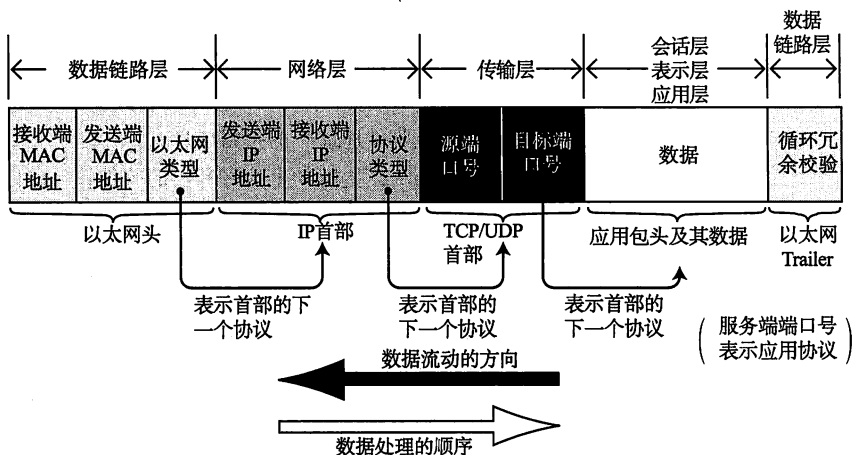 数据链路层
网络层
传输层
会话层
表示层
应用层
数据
链路层
接收端
MAC
地址
发送端
MAC
地址
以太网
类型
发送端
IP
地址
接收端
IP
地址
协议
类型
源端
口号
目标端
口号
数据
循环冗
余校验
以太网头
IP首部
TCP/UDP
首部
应用包头及其数据
以太网
Trailer
表示首部的下
一个协议
表示首部的
下一个协议
表示首部的
下一个协议
服务端端口号
表示应用协议
数据流动的方向
数据处理的顺序